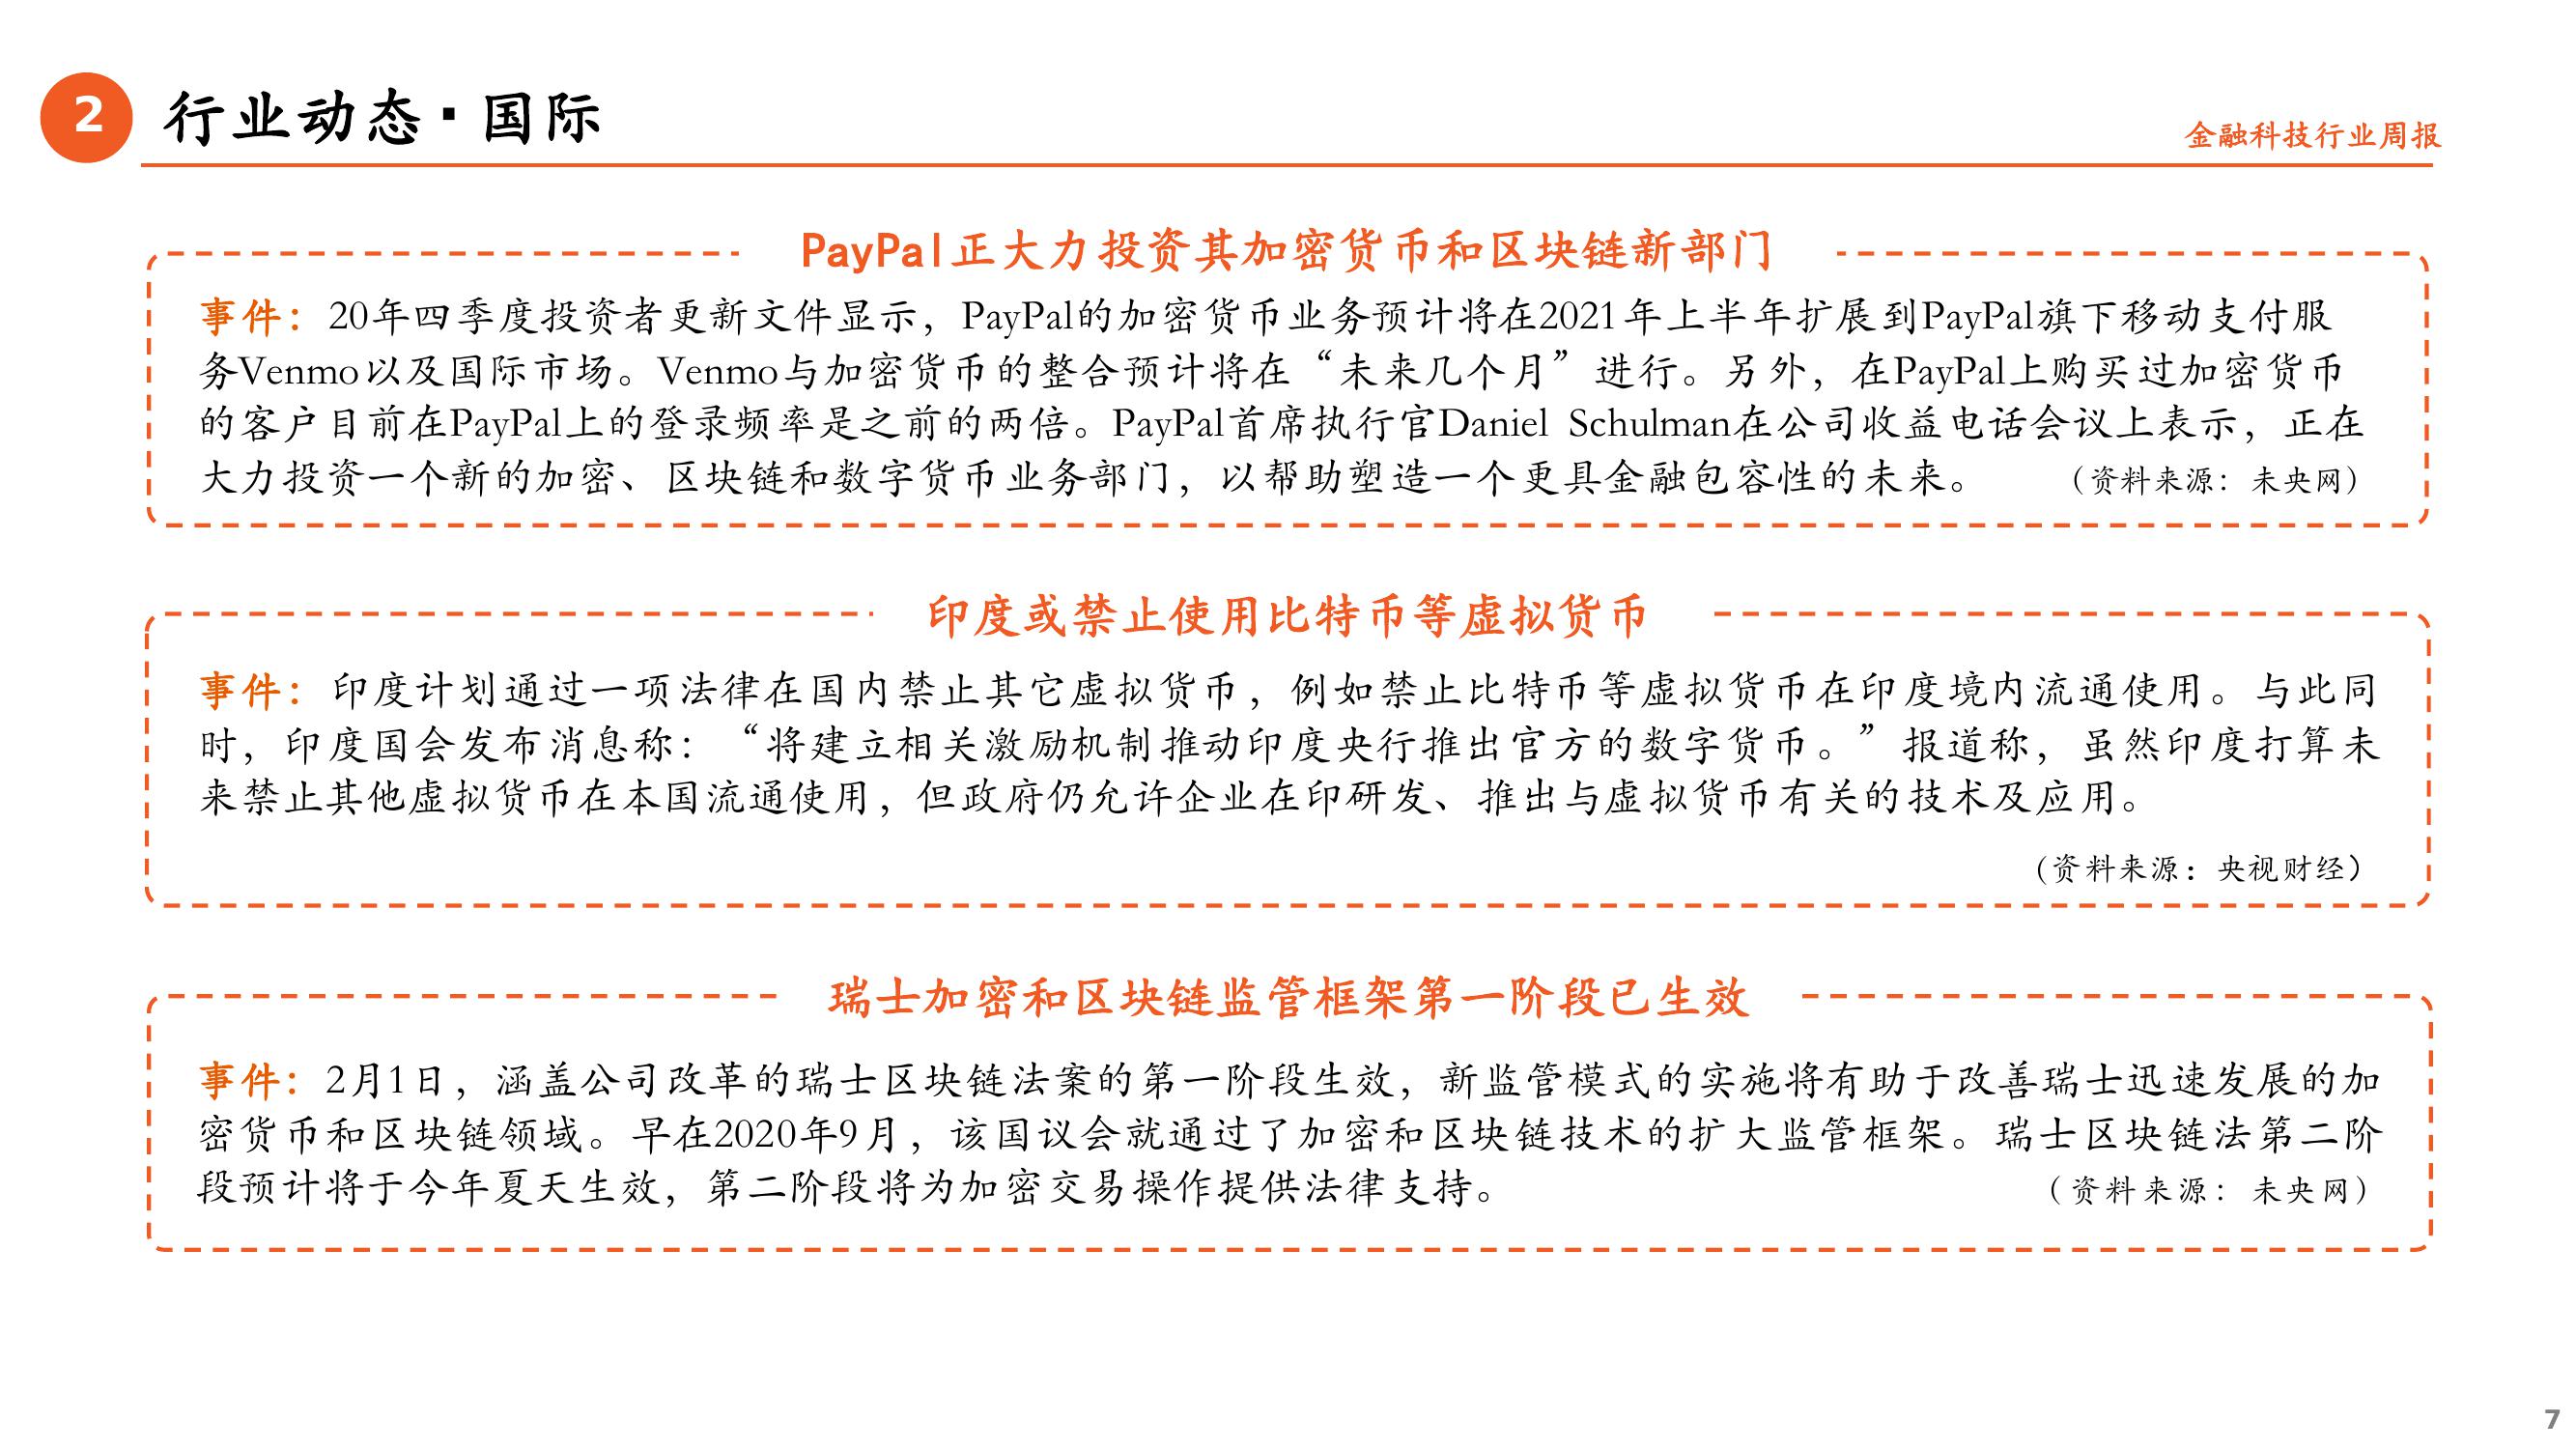 2
行业动态·国际
金融科技行业周报
PayPal正大力投资其加密货币和区块链新部门
事件：20年四季度投资者更新文件显示，PayPal的加密货币业务预计将在2021年上半年扩展到PayPal旗下移动支付服
务Venmo以及国际市场。Venmo与加密货币的整合预计将在“未来几个月”进行。另外，在PayPal上购买过加密货币
的客户目前在PayPal上的登录频率是之前的两倍。PayPal首席执行官Daniel Schulman在公司收益电话会议上表示，正在
大力投资一个新的加密、区块链和数字货币业务部门，以帮助塑造一个更具金融包容性的未来。 （资料来源：未央网）
印度或禁止使用比特币等虚拟货币
事件：印度计划通过一项法律在国内禁止其它虚拟货币，例如禁止比特币等虚拟货币在印度境内流通使用。与此同
时，印度国会发布消息称：“将建立相关激励机制推动印度央行推出官方的数字货币。”报道称，虽然印度打算未
来禁止其他虚拟货币在本国流通使用，但政府仍允许企业在印研发、推出与虚拟货币有关的技术及应用。
（资料来源：央视财经）
瑞士加密和区块链监管框架第一阶段已生效
事件：2月1日，涵盖公司改革的瑞士区块链法案的第一阶段生效，新监管模式的实施将有助于改善瑞士迅速发展的加
密货币和区块链领域。早在2020年9月，该国议会就通过了加密和区块链技术的扩大监管框架。瑞士区块链法第二阶
段预计将于今年夏天生效，第二阶段将为加密交易操作提供法律支持。 （资料来源：未央网）
7